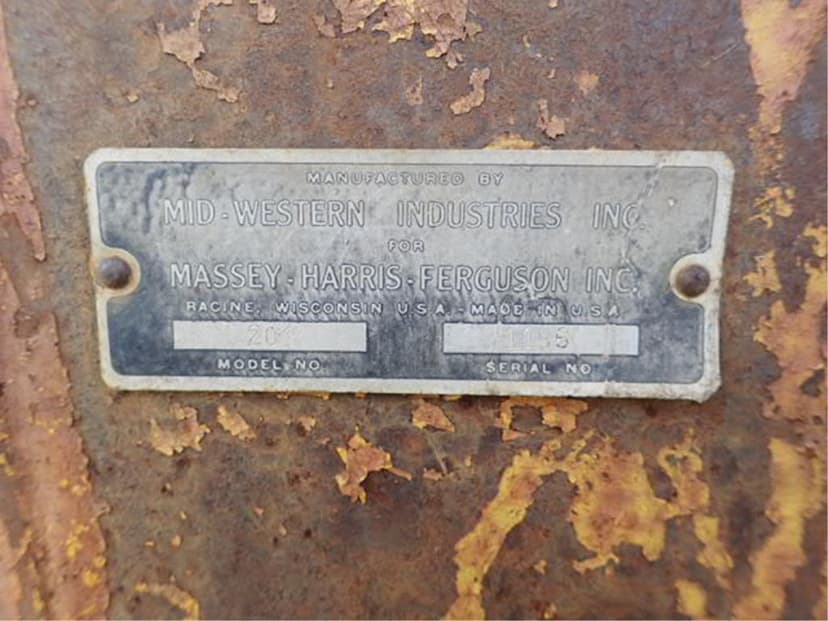 MANUFACTURED BY
MID-WESTERN INDUSTRIES INC.
FOR
MASSEY-HARRIS-FERGUSON INC.
RACINE, WISCONSIN U.S.A. - MADE IN U.S.A.
MODEL NO. SERIAL NO.